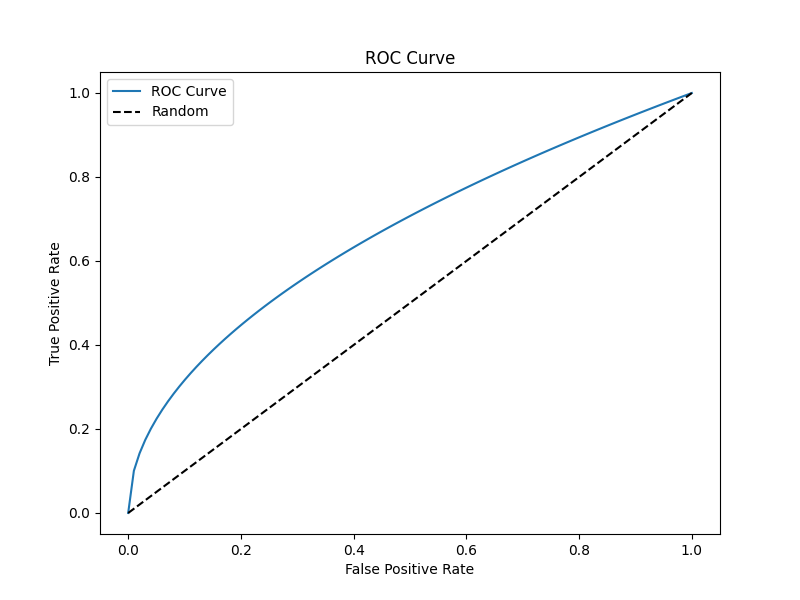 ROC Curve
ROC Curve
Random
1.0
0.8
0.6
0.4
0.2
0.0
True Positive Rate
0.0 0.2 0.4 0.6 0.8 1.0
False Positive Rate